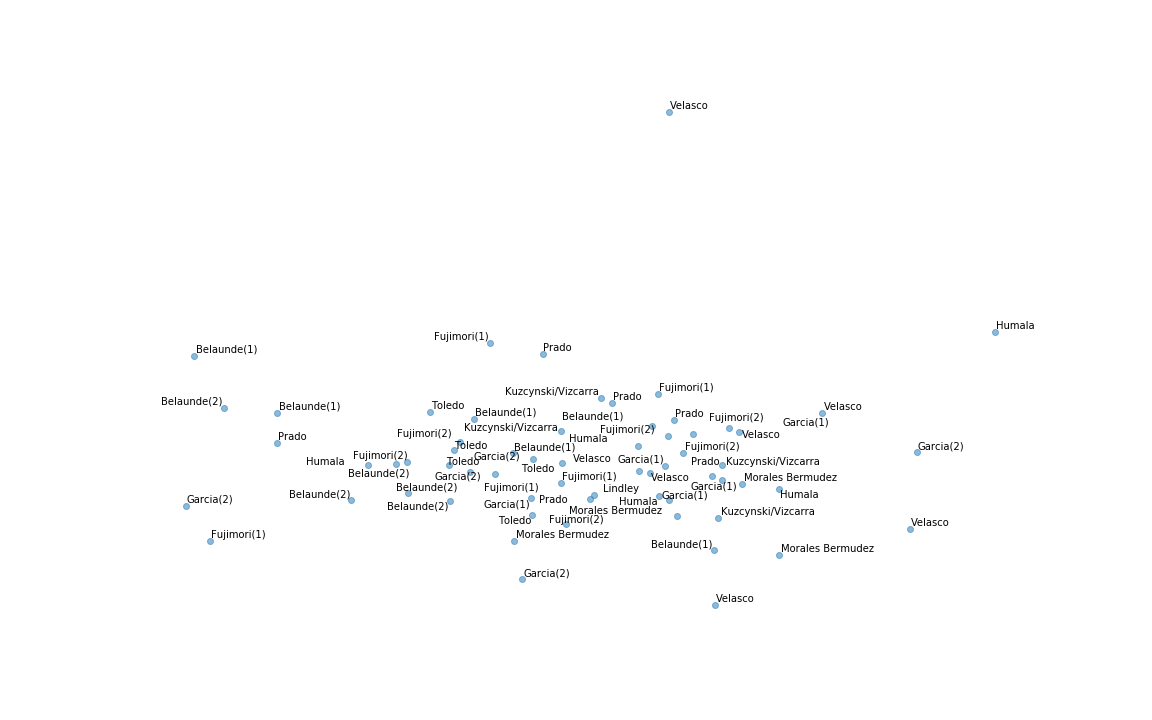 Velasco
Humala
Fujimori(1)
Prado
Belaunde(1)
Fujimori(1)
Kuzcynski/Vizcarra
Prado
Belaunde(2)
Belaunde(1)
Toledo
Velasco
Belaunde(1)
Belaunde(1)
Prado
Fujimori(2)
Garcia(1)
Kuzcynski/Vizcarra
Fujimori(2)
Velasco
Fujimori(2)
Prado
Humala
Toledo
Belaunde(1)
Fujimori(2)
Garcia(2)
Fujimori(2)
Garcia(2)
Velasco
Garcia(1)
Humala
Toledo
Prado
Kuzcynski/Vizcarra
Toledo
Belaunde(2)
Garcia(2)
Fujimori(1)
Velasco
Morales Bermudez
Belaunde(2)
Fujimori(1)
Lindley
Garcia(1)
Belaunde(2)
Garcia(1)
Humala
Garcia(2)
Prado
Humala
Belaunde(2)
Garcia(1)
Morales Bermudez
Kuzcynski/Vizcarra
Toledo
Fujimori(2)
Velasco
Fujimori(1)
Morales Bermudez
Belaunde(1)
Morales Bermudez
Garcia(2)
Velasco